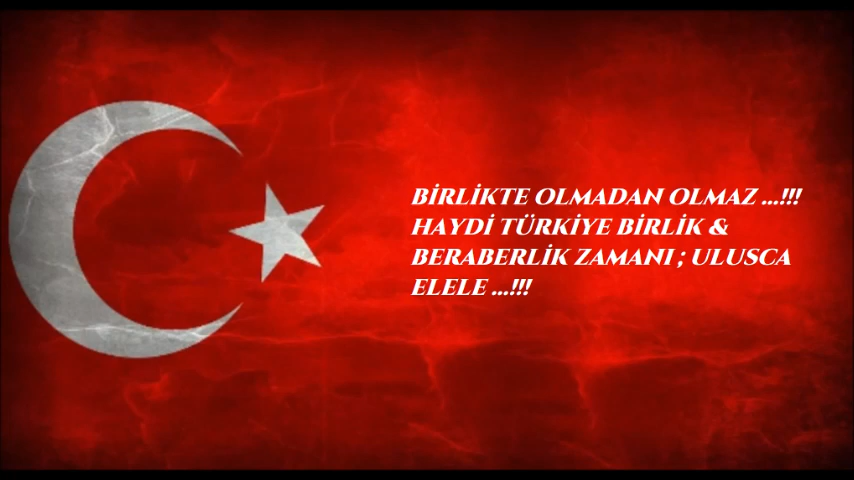 BİRLİKTE OLMADAN OLMAZ ...!!!
HAYDİ TÜRKİYE BİRLİK &
BERABERLİK ZAMANI ; ULUSCA
ELELE ...!!!